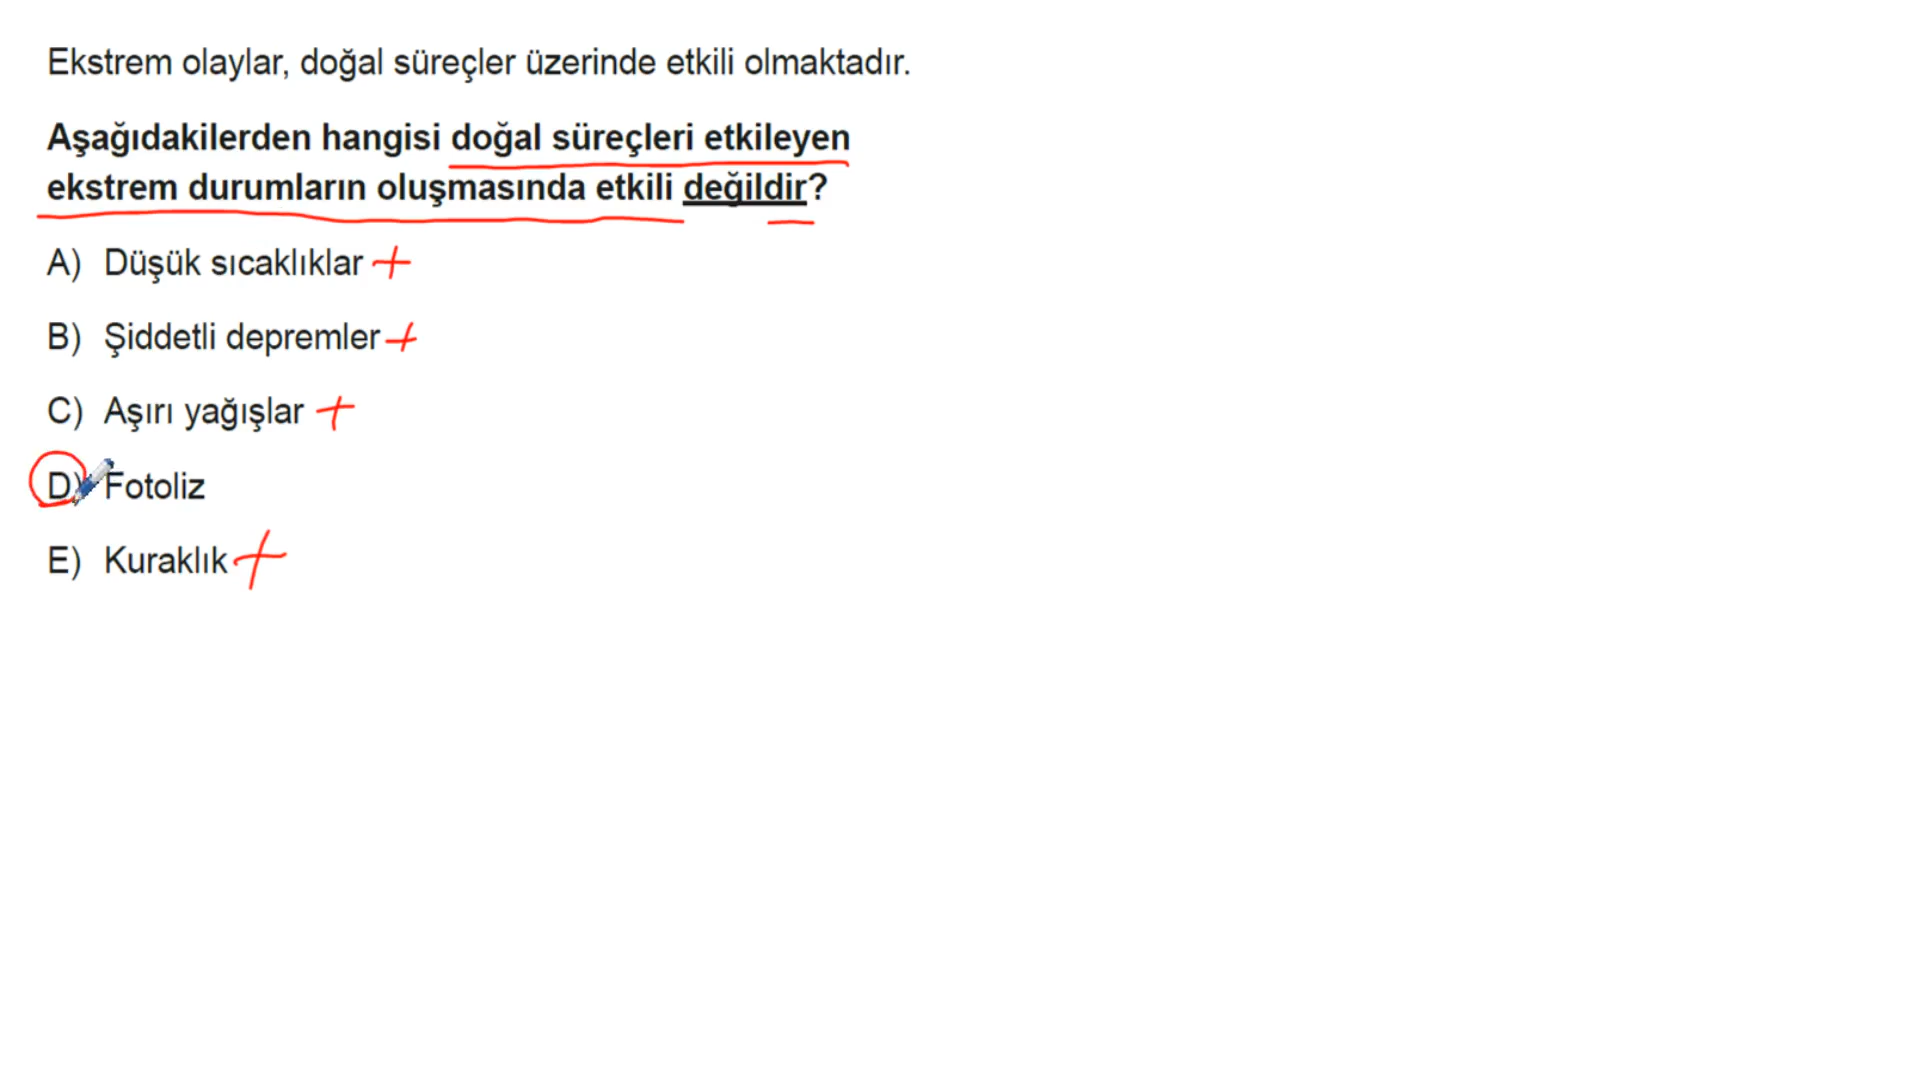 Ekstrem olaylar, doğal süreçler üzerinde etkili olmaktadır.
Aşağıdakilerden hangisi doğal süreçleri etkileyen
ekstrem durumların oluşmasında etkili değildir?
A) Düşük sıcaklıklar +
B) Şiddetli depremler +
C) Aşırı yağışlar +
D) Fotoliz
E) Kuraklık +